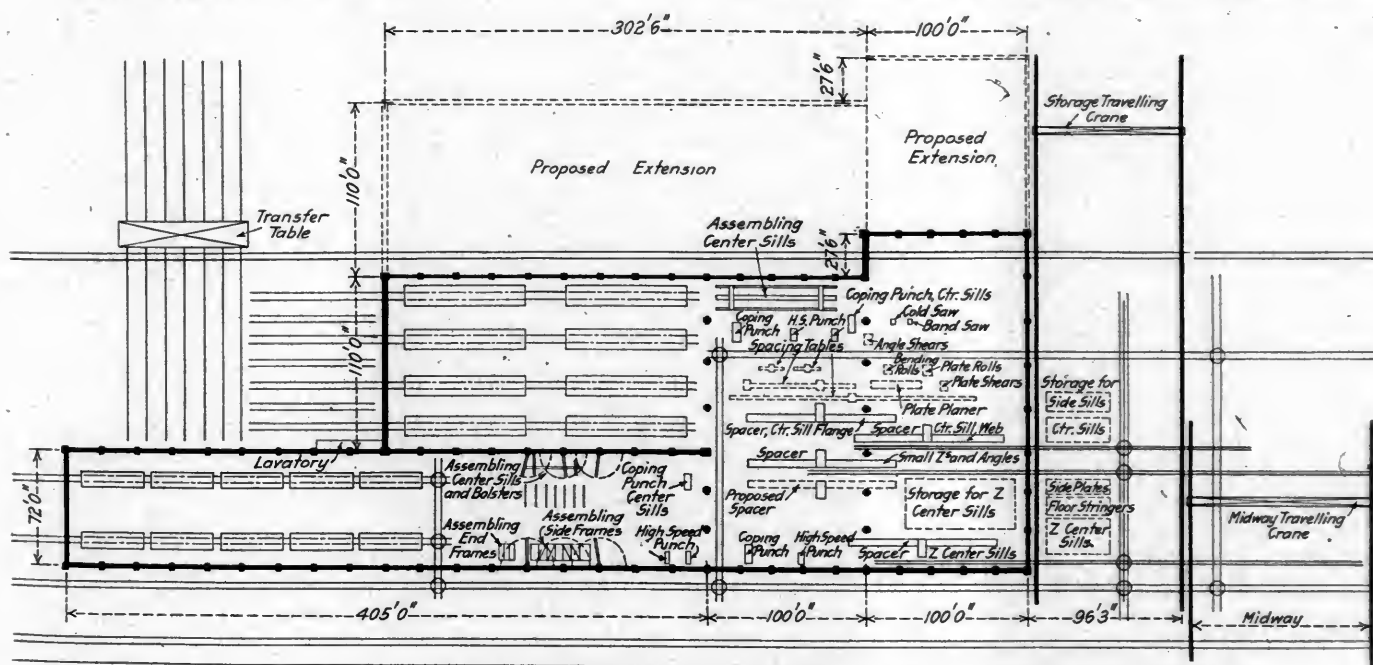 302'6"
100'0"
27'6"
Storage Travelling
Crane
Proposed Extension
Proposed
Extension
110'0"
Transfer
Table
Assembling
Center Sills
27'6"
110'0"
Coping Punch, Ctr. Sills
Coping
Punch
H.S. Punch
Cold Saw
Band Saw
Spacing Tables
Angle Shears
Bending
Rolls
Plate Rolls
Plate Shears
Plate Planer
Storage for
Side Sills
Ctr. Sills
Spacer, Ctr. Sill Flange
Spacer
Ctr. Sill Web
Lavatory
Assembling
Center Sills
and Bolsters
Coping
Punch
Center
Sills
Spacer
Small Z's and Angles
Proposed
Spacer
Storage for Z
Center Sills
Side Plates
Floor Stringers
Z Center
Sills
Midway Travelling
Crane
72'0"
Assembling
End
Frames
Assembling
Side Frames
High Speed
Punch
Coping
Punch
High Speed
Punch
Spacer
Z Center Sills
405'0"
100'0"
100'0"
96'3"
Midway